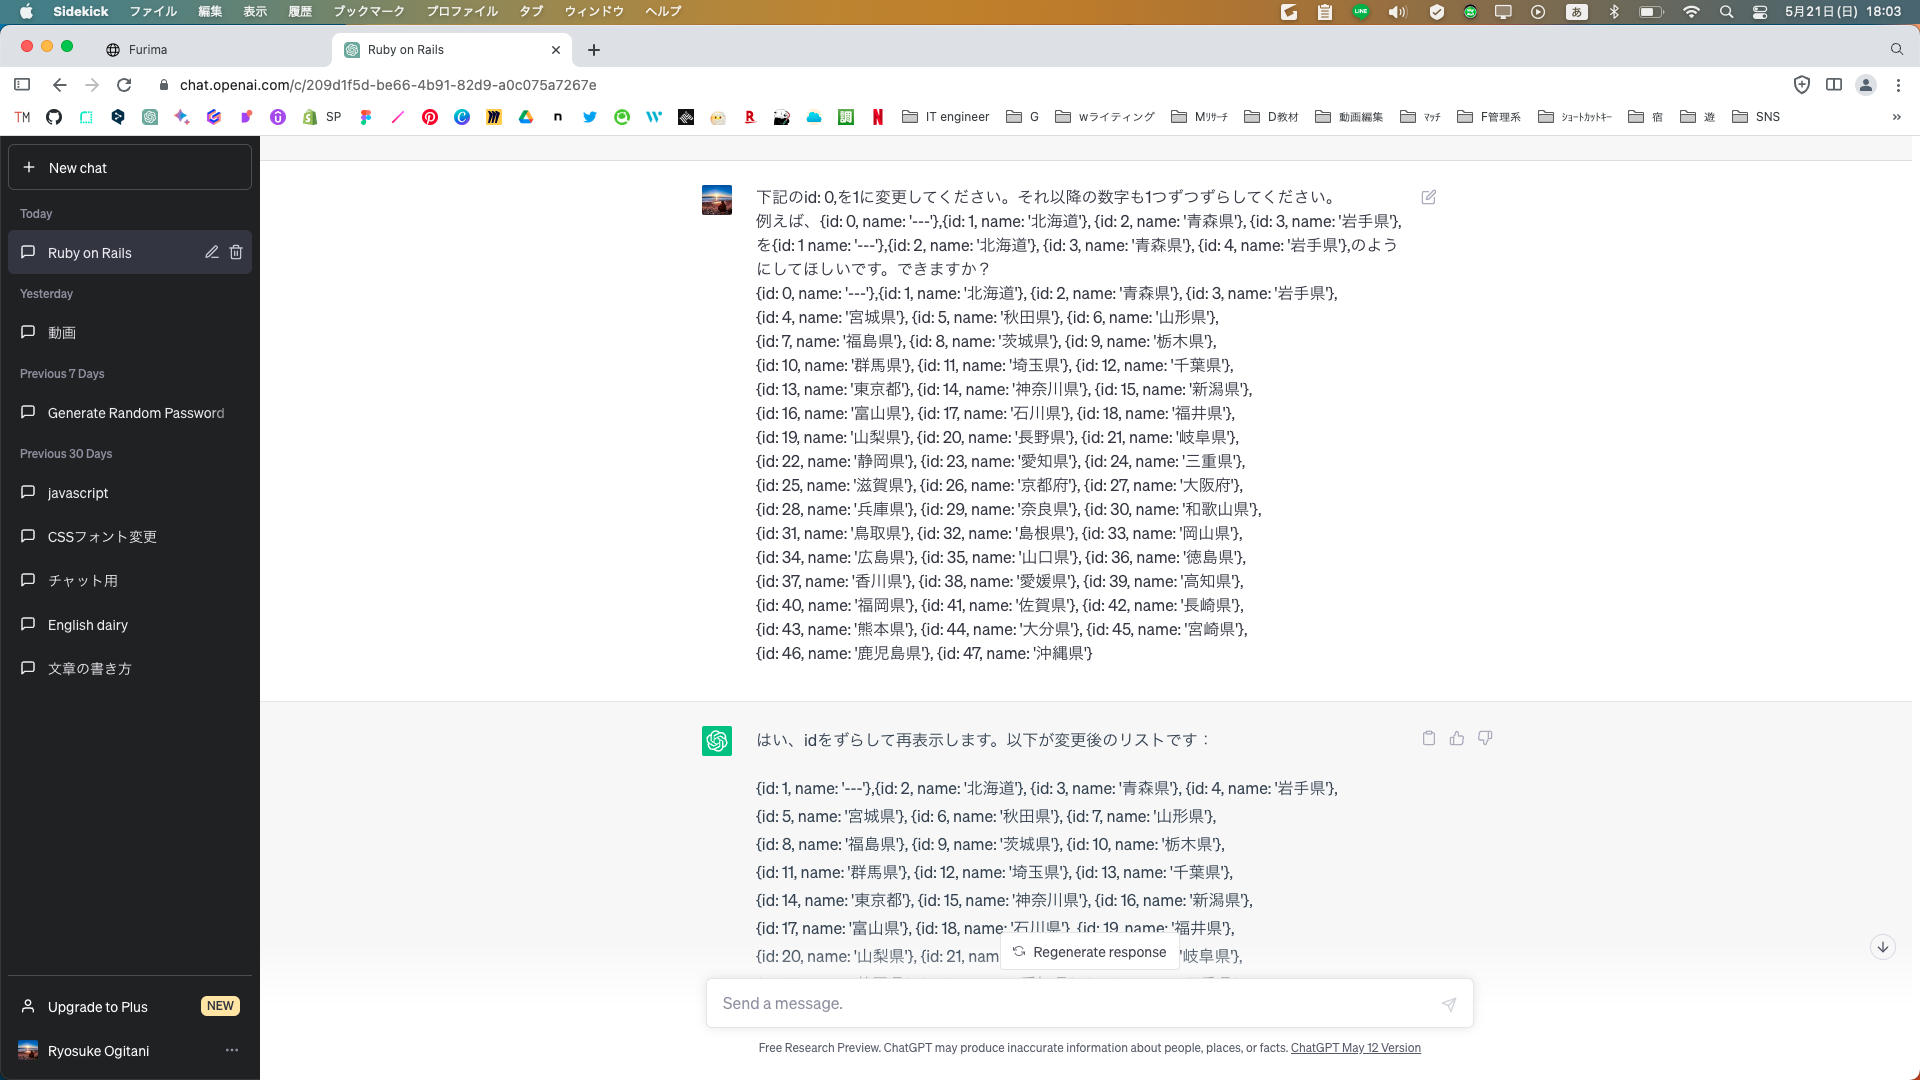 Sidekick ファイル 編集 表示 履歴 ブックマーク プロファイル タブ ウィンドウ ヘルプ
LINE あ 5月21日(日) 18:03
Furima
Ruby on Rails
chat.openai.com/c/209d1f5d-be66-4b91-82d9-a0c075a7267e
TM SP IT engineer G wライティング Mリサーチ D教材 動画編集 マッチ F管理系 ショートカットキー 宿 遊 SNS »
New chat
Today
Ruby on Rails
Yesterday
動画
Previous 7 Days
Generate Random Password
Previous 30 Days
javascript
CSSフォント変更
チャット用
English dairy
文章の書き方
Upgrade to Plus NEW
Ryosuke Ogitani
下記のid: 0,を1に変更してください。それ以降の数字も1つずつずらしてください。
例えば、{id: 0, name: '---'},{id: 1, name: '北海道'}, {id: 2, name: '青森県'}, {id: 3, name: '岩手県'},
を{id: 1 name: '---'},{id: 2, name: '北海道'}, {id: 3, name: '青森県'}, {id: 4, name: '岩手県'},のよう
にしてほしいです。できますか？
{id: 0, name: '---'},{id: 1, name: '北海道'}, {id: 2, name: '青森県'}, {id: 3, name: '岩手県'},
{id: 4, name: '宮城県'}, {id: 5, name: '秋田県'}, {id: 6, name: '山形県'},
{id: 7, name: '福島県'}, {id: 8, name: '茨城県'}, {id: 9, name: '栃木県'},
{id: 10, name: '群馬県'}, {id: 11, name: '埼玉県'}, {id: 12, name: '千葉県'},
{id: 13, name: '東京都'}, {id: 14, name: '神奈川県'}, {id: 15, name: '新潟県'},
{id: 16, name: '富山県'}, {id: 17, name: '石川県'}, {id: 18, name: '福井県'},
{id: 19, name: '山梨県'}, {id: 20, name: '長野県'}, {id: 21, name: '岐阜県'},
{id: 22, name: '静岡県'}, {id: 23, name: '愛知県'}, {id: 24, name: '三重県'},
{id: 25, name: '滋賀県'}, {id: 26, name: '京都府'}, {id: 27, name: '大阪府'},
{id: 28, name: '兵庫県'}, {id: 29, name: '奈良県'}, {id: 30, name: '和歌山県'},
{id: 31, name: '鳥取県'}, {id: 32, name: '島根県'}, {id: 33, name: '岡山県'},
{id: 34, name: '広島県'}, {id: 35, name: '山口県'}, {id: 36, name: '徳島県'},
{id: 37, name: '香川県'}, {id: 38, name: '愛媛県'}, {id: 39, name: '高知県'},
{id: 40, name: '福岡県'}, {id: 41, name: '佐賀県'}, {id: 42, name: '長崎県'},
{id: 43, name: '熊本県'}, {id: 44, name: '大分県'}, {id: 45, name: '宮崎県'},
{id: 46, name: '鹿児島県'}, {id: 47, name: '沖縄県'}
はい、idをずらして再表示します。以下が変更後のリストです：
{id: 1, name: '---'},{id: 2, name: '北海道'}, {id: 3, name: '青森県'}, {id: 4, name: '岩手県'},
{id: 5, name: '宮城県'}, {id: 6, name: '秋田県'}, {id: 7, name: '山形県'},
{id: 8, name: '福島県'}, {id: 9, name: '茨城県'}, {id: 10, name: '栃木県'},
{id: 11, name: '群馬県'}, {id: 12, name: '埼玉県'}, {id: 13, name: '千葉県'},
{id: 14, name: '東京都'}, {id: 15, name: '神奈川県'}, {id: 16, name: '新潟県'},
{id: 17, name: '富山県'}, {id: 18, name: '石川県'}, {id: 19, name: '福井県'},
{id: 20, name: '山梨県'}, {id: 21, nam '岐阜県'},
Regenerate response
Send a message.
Free Research Preview. ChatGPT may produce inaccurate information about people, places, or facts. ChatGPT May 12 Version